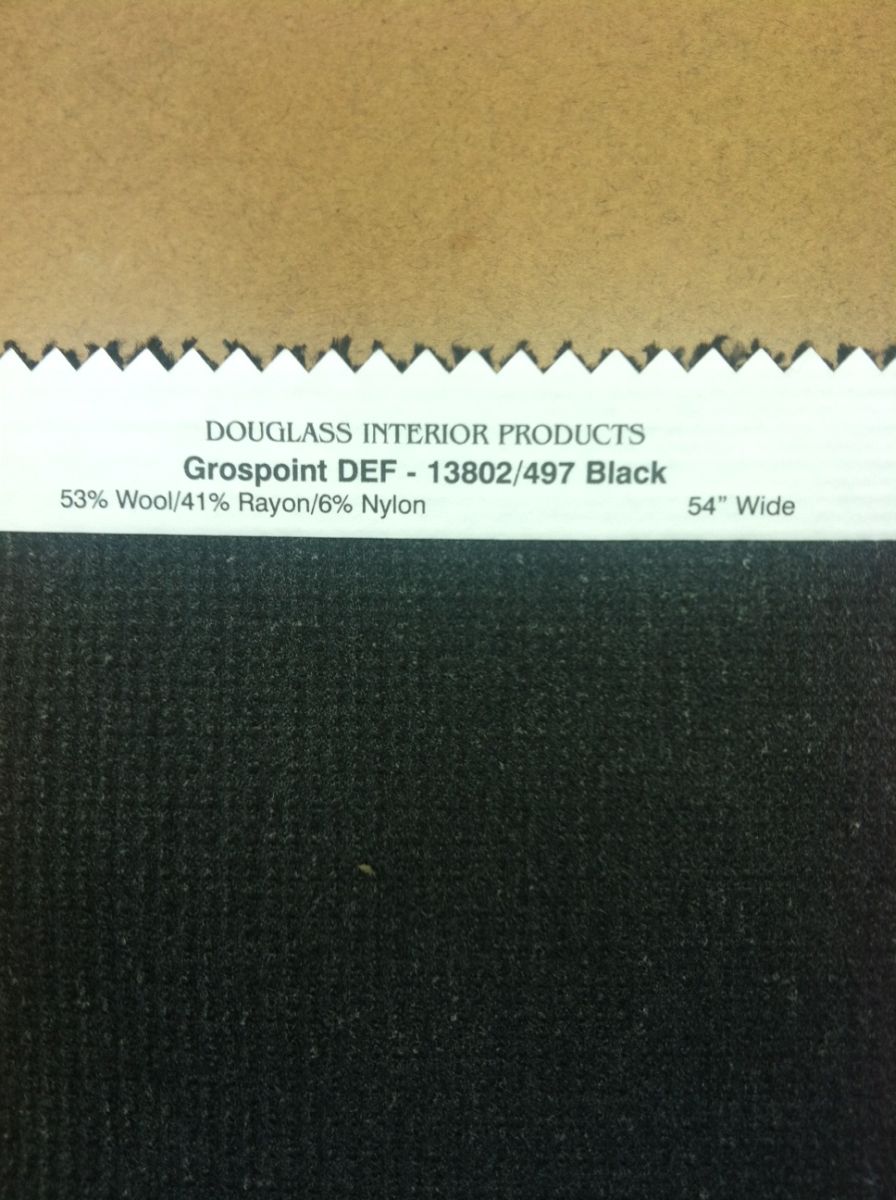 DOUGLASS INTERIOR PRODUCTS
Grospoint DEF - 13802/497 Black
53% Wool/41% Rayon/6% Nylon 54” Wide